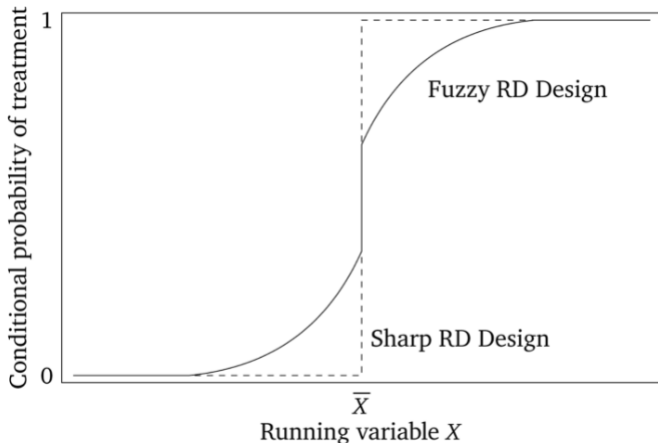 Conditional probability of treatment
1
Fuzzy RD Design
Sharp RD Design
0
X̅
Running variable X